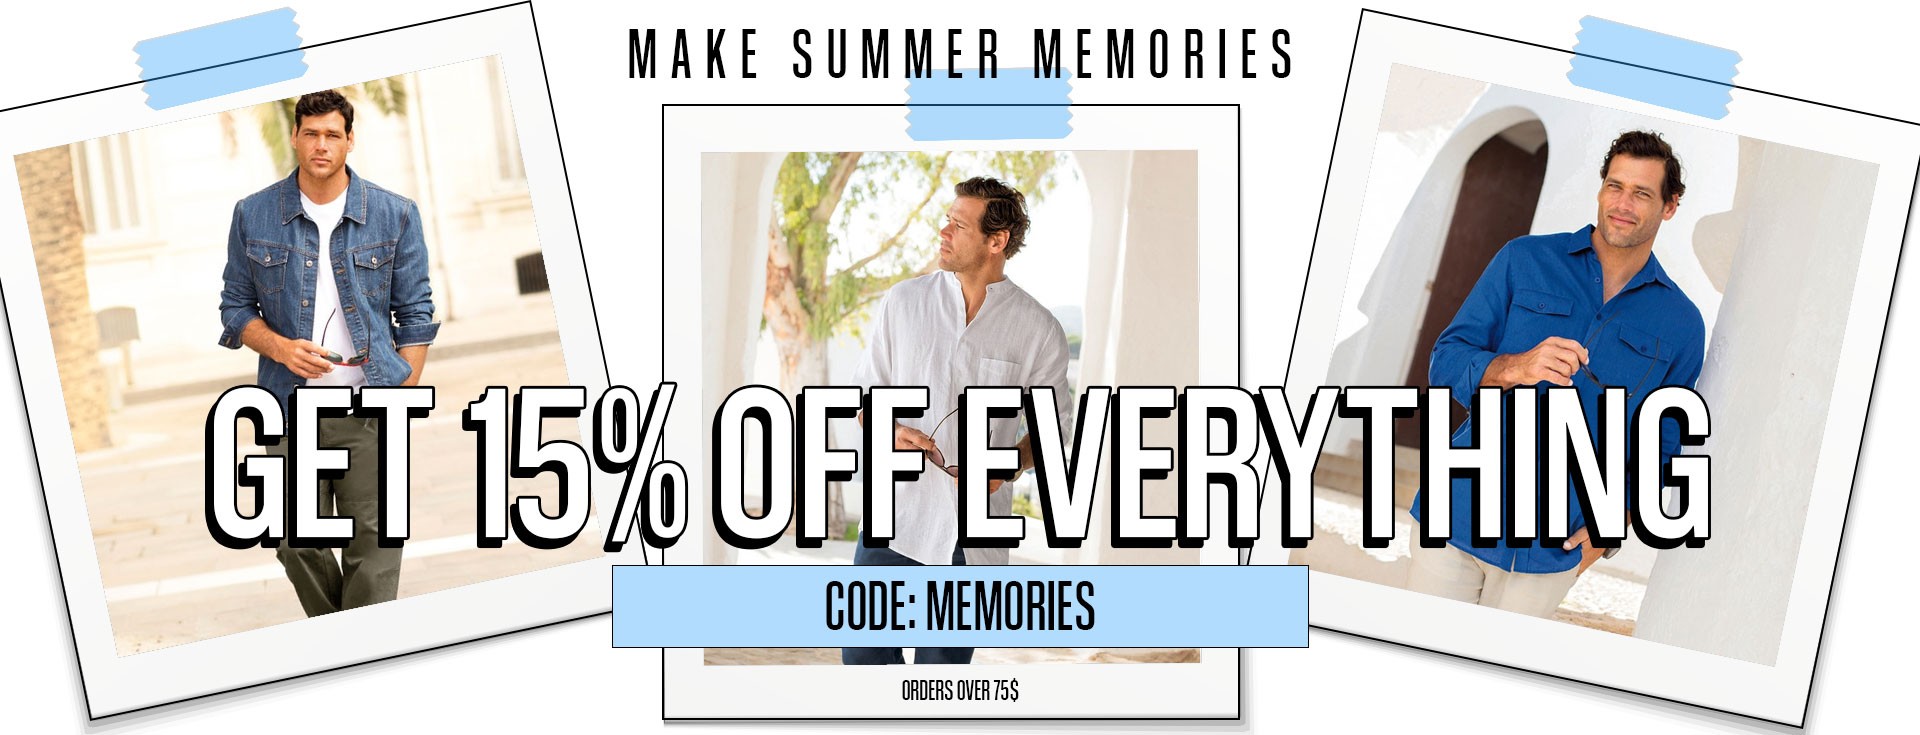 MAKE SUMMER MEMORIES
GET 15% OFF EVERYTHING
CODE: MEMORIES
ORDERS OVER 75$